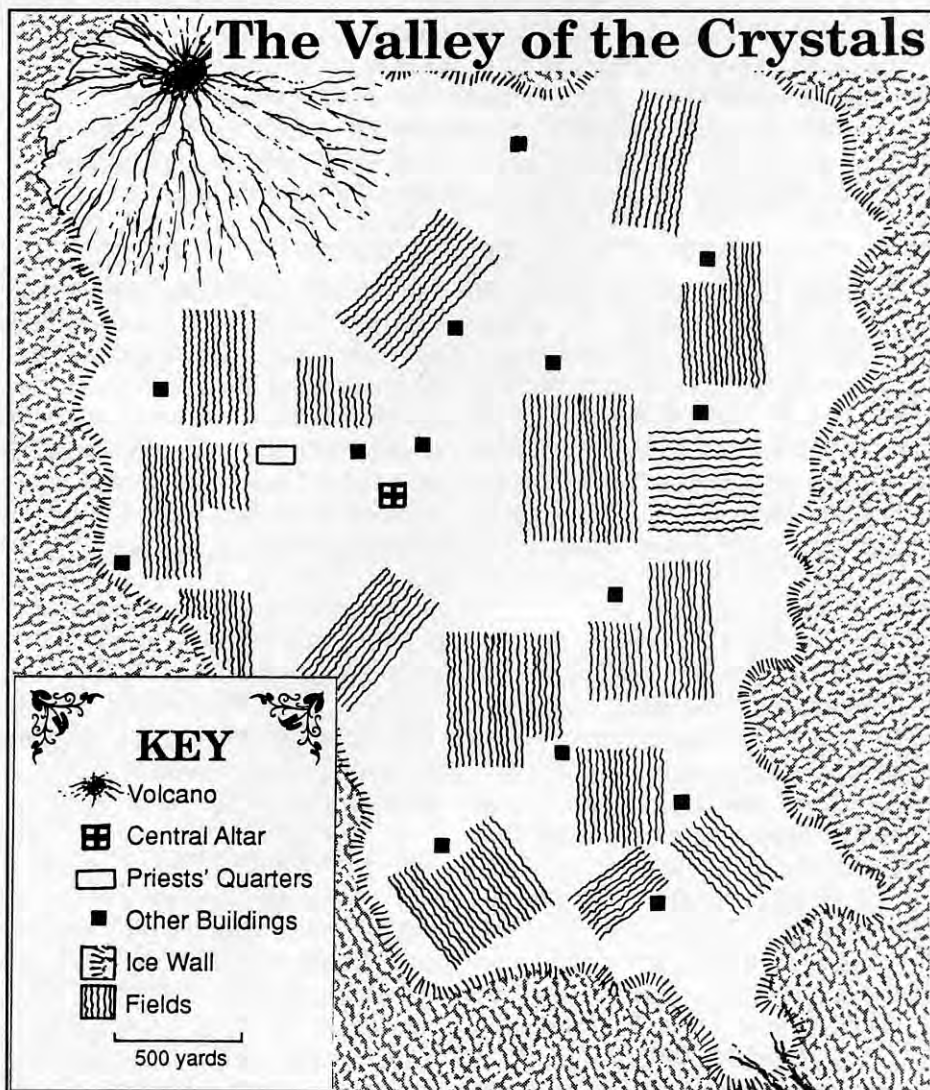 The Valley of the Crystals
KEY
Volcano
Central Altar
Priests' Quarters
Other Buildings
Ice Wall
Fields
500 yards